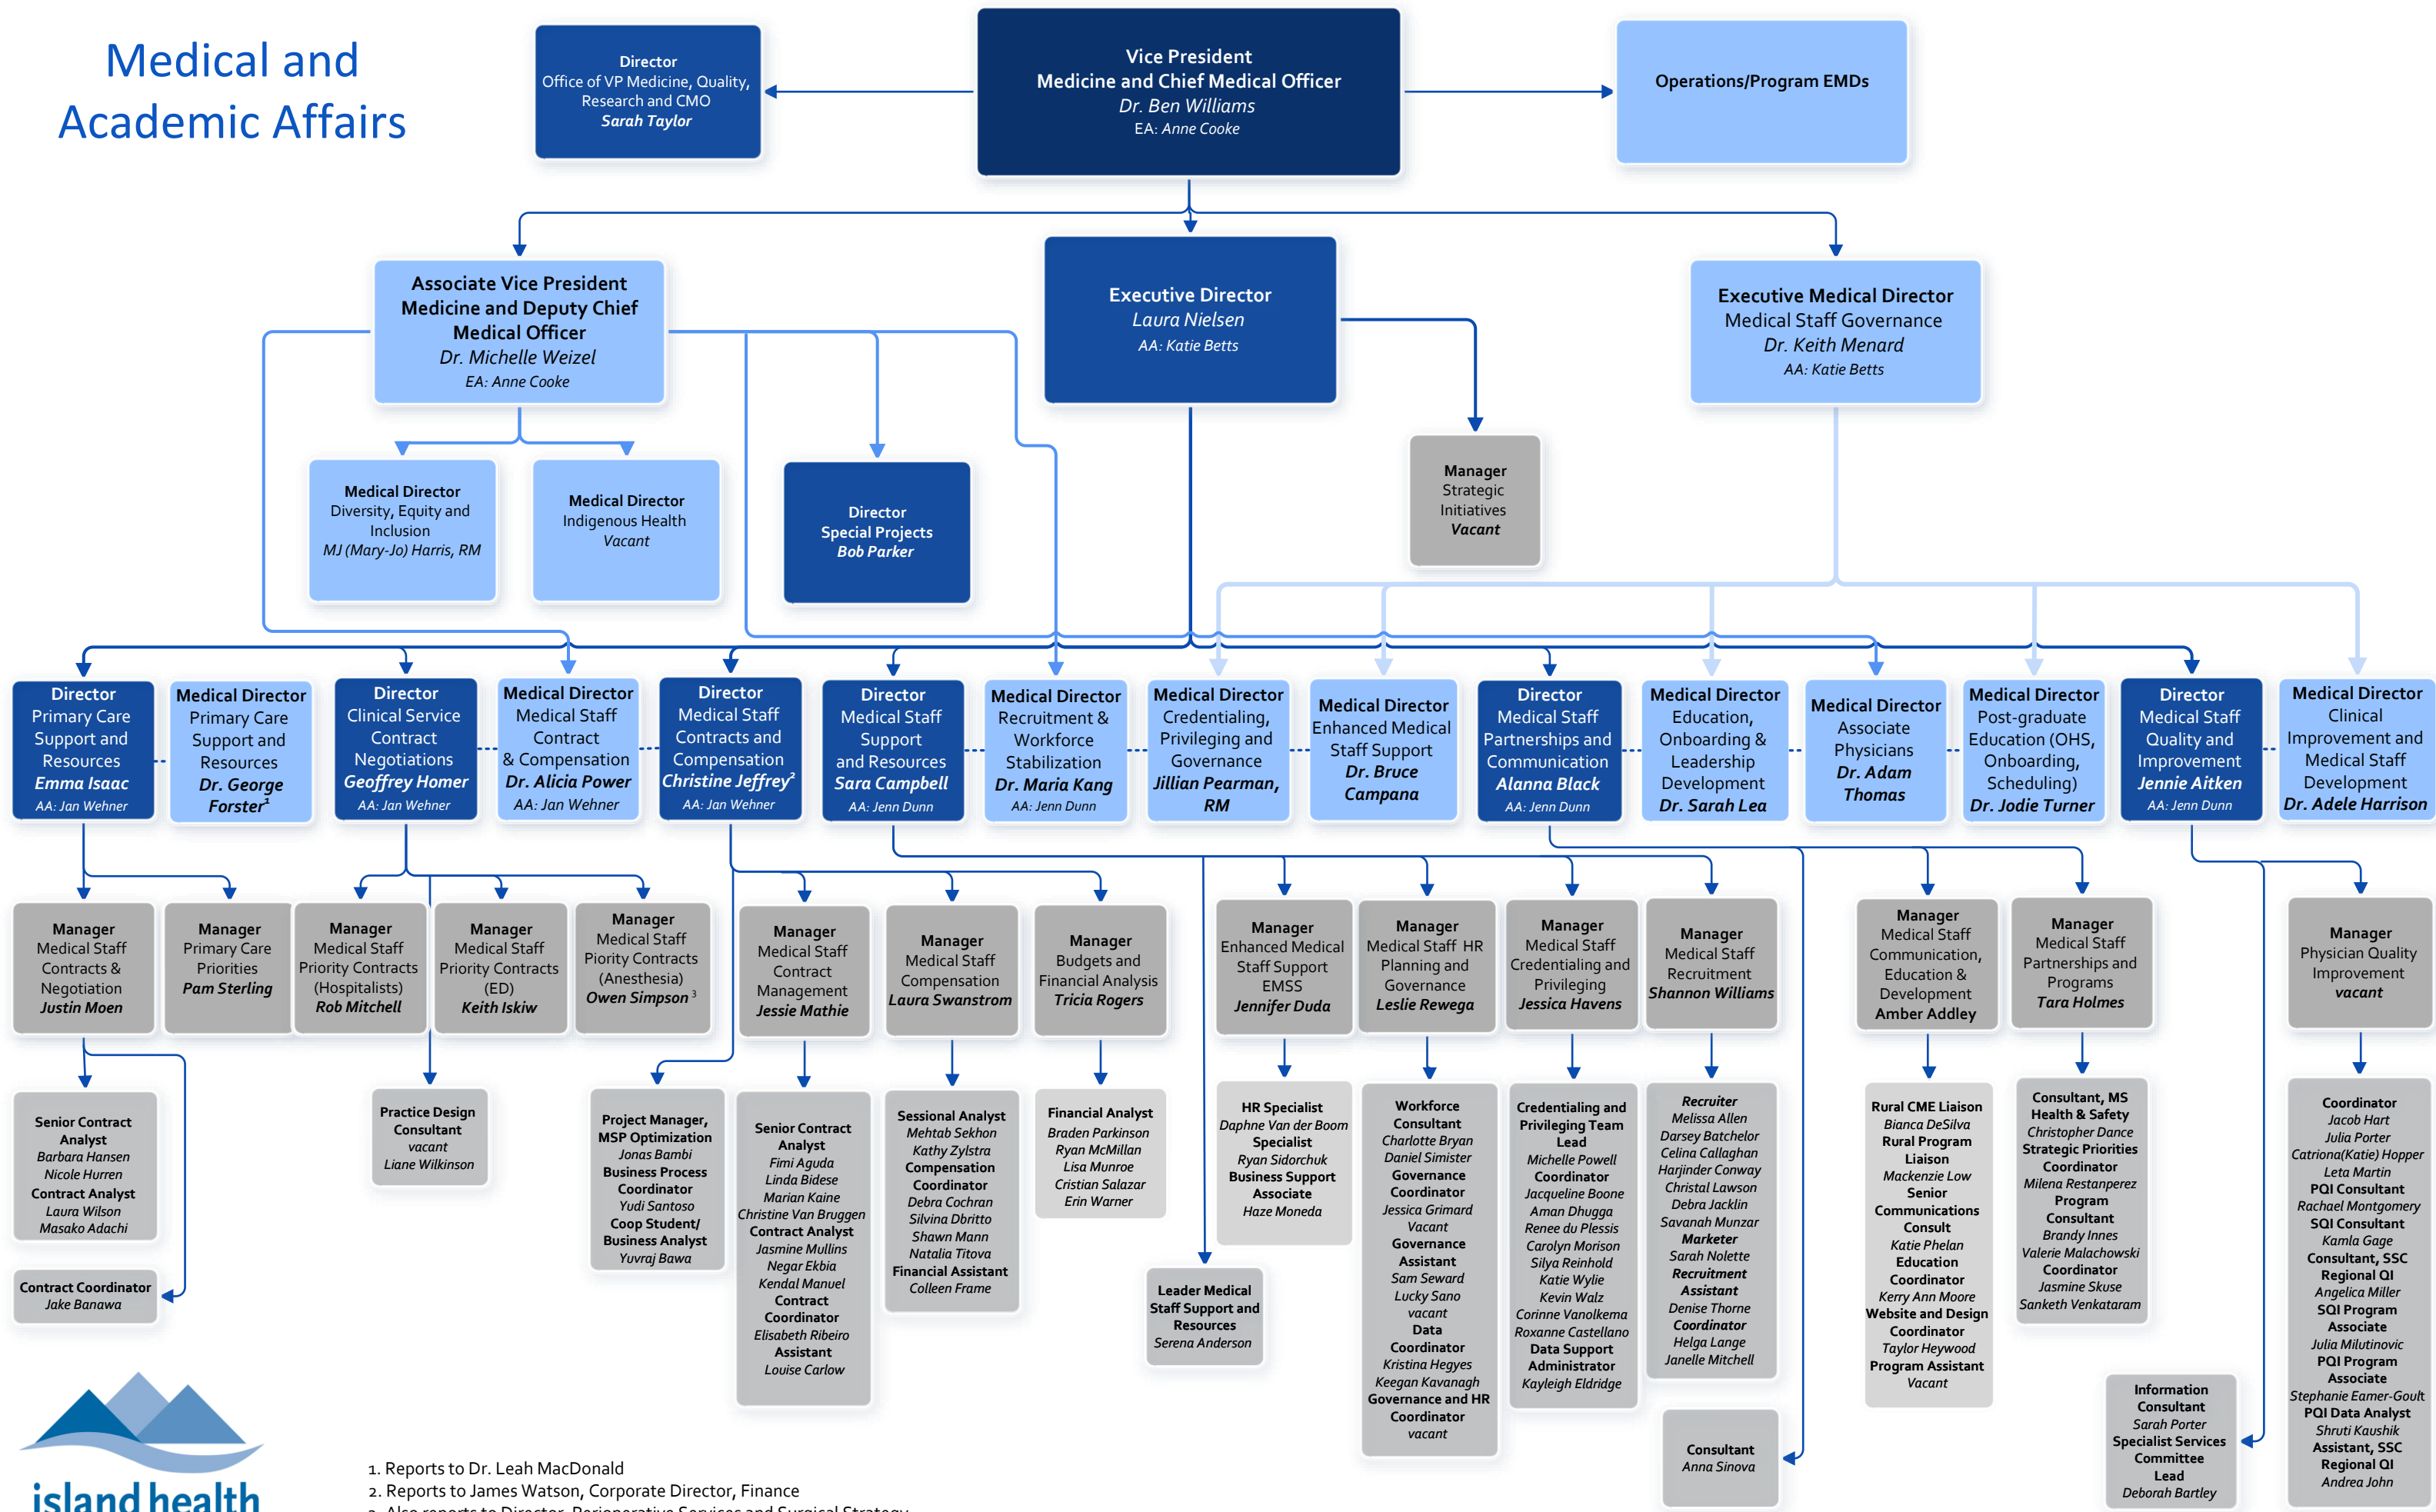 Medical and
Academic Affairs
Director
Office of VP Medicine, Quality,
Research and CMO
Sarah Taylor
Vice President
Medicine and Chief Medical Officer
Dr. Ben Williams
EA: Anne Cooke
Operations/Program EMDs
Associate Vice President
Medicine and Deputy Chief
Medical Officer
Dr. Michelle Weizel
EA: Anne Cooke
Executive Director
Laura Nielsen
AA: Katie Betts
Executive Medical Director
Medical Staff Governance
Dr. Keith Menard
AA: Katie Betts
Medical Director
Diversity, Equity and
Inclusion
MJ (Mary-Jo) Harris, RM
Medical Director
Indigenous Health
Vacant
Director
Special Projects
Bob Parker
Manager
Strategic
Initiatives
Vacant
Director
Primary Care
Support and
Resources
Emma Isaac
AA: Jan Wehner
Medical Director
Primary Care
Support and
Resources
Dr. George
Forster¹
Director
Clinical Service
Contract
Negotiations
Geoffrey Homer
AA: Jan Wehner
Medical Director
Medical Staff
Contract
& Compensation
Dr. Alicia Power
AA: Jan Wehner
Director
Medical Staff
Contracts and
Compensation
Christine Jeffrey²
AA: Jan Wehner
Director
Medical Staff
Support
and Resources
Sara Campbell
AA: Jenn Dunn
Medical Director
Recruitment &
Workforce
Stabilization
Dr. Maria Kang
AA: Jenn Dunn
Medical Director
Credentialing,
Privileging and
Governance
Jillian Pearman,
RM
Medical Director
Enhanced Medical
Staff Support
Dr. Bruce
Campana
Director
Medical Staff
Partnerships and
Communication
Alanna Black
AA: Jenn Dunn
Medical Director
Education,
Onboarding &
Leadership
Development
Dr. Sarah Lea
Medical Director
Associate
Physicians
Dr. Adam
Thomas
Medical Director
Post-graduate
Education (OHS,
Onboarding,
Scheduling)
Dr. Jodie Turner
Director
Medical Staff
Quality and
Improvement
Jennie Aitken
AA: Jenn Dunn
Medical Director
Clinical
Improvement and
Medical Staff
Development
Dr. Adele Harrison
Manager
Medical Staff
Contracts &
Negotiation
Justin Moen
Manager
Primary Care
Priorities
Pam Sterling
Manager
Medical Staff
Priority Contracts
(Hospitalists)
Rob Mitchell
Manager
Medical Staff
Priority Contracts
(ED)
Keith Iskiw
Manager
Medical Staff
Piority Contracts
(Anesthesia)
Owen Simpson ³
Manager
Medical Staff
Contract
Management
Jessie Mathie
Manager
Medical Staff
Compensation
Laura Swanstrom
Manager
Budgets and
Financial Analysis
Tricia Rogers
Manager
Enhanced Medical
Staff Support
EMSS
Jennifer Duda
Manager
Medical Staff HR
Planning and
Governance
Leslie Rewega
Manager
Medical Staff
Credentialing and
Privileging
Jessica Havens
Manager
Medical Staff
Recruitment
Shannon Williams
Manager
Medical Staff
Communication,
Education &
Development
Amber Addley
Manager
Medical Staff
Partnerships and
Programs
Tara Holmes
Manager
Physician Quality
Improvement
vacant
Senior Contract
Analyst
Barbara Hansen
Nicole Hurren
Contract Analyst
Laura Wilson
Masako Adachi
Contract Coordinator
Jake Banawa
Practice Design
Consultant
vacant
Liane Wilkinson
Project Manager,
MSP Optimization
Jonas Bambi
Business Process
Coordinator
Yudi Santoso
Coop Student/
Business Analyst
Yuvraj Bawa
Senior Contract
Analyst
Fimi Aguda
Linda Bidese
Marian Kaine
Christine Van Bruggen
Contract Analyst
Jasmine Mullins
Negar Ekbia
Kendal Manuel
Contract
Coordinator
Elisabeth Ribeiro
Assistant
Louise Carlow
Sessional Analyst
Mehtab Sekhon
Kathy Zylstra
Compensation
Coordinator
Debra Cochran
Silvina Dbritto
Shawn Mann
Natalia Titova
Financial Assistant
Colleen Frame
Financial Analyst
Braden Parkinson
Ryan McMillan
Lisa Munroe
Cristian Salazar
Erin Warner
Leader Medical
Staff Support and
Resources
Serena Anderson
HR Specialist
Daphne Van der Boom
Specialist
Ryan Sidorchuk
Business Support
Associate
Haze Moneda
Workforce
Consultant
Charlotte Bryan
Daniel Simister
Governance
Coordinator
Jessica Grimard
Vacant
Governance
Assistant
Sam Seward
Lucky Sano
vacant
Data
Coordinator
Kristina Hegyes
Keegan Kavanagh
Governance and HR
Coordinator
vacant
Credentialing and
Privileging Team
Lead
Michelle Powell
Coordinator
Jacqueline Boone
Aman Dhugga
Renee du Plessis
Carolyn Morison
Silya Reinhold
Katie Wylie
Kevin Walz
Corinne Vanolkema
Roxanne Castellano
Data Support
Administrator
Kayleigh Eldridge
Recruiter
Melissa Allen
Darsey Batchelor
Celina Callaghan
Harjinder Conway
Christal Lawson
Debra Jacklin
Savanah Munzar
Marketer
Sarah Nolette
Recruitment
Assistant
Denise Thorne
Coordinator
Helga Lange
Janelle Mitchell
Consultant
Anna Sinova
Rural CME Liaison
Bianca DeSilva
Rural Program
Liaison
Mackenzie Low
Senior
Communications
Consult
Katie Phelan
Education
Coordinator
Kerry Ann Moore
Website and Design
Coordinator
Taylor Heywood
Program Assistant
Vacant
Consultant, MS
Health & Safety
Christopher Dance
Strategic Priorities
Coordinator
Milena Restanperez
Program
Consultant
Brandy Innes
Valerie Malachowski
Coordinator
Jasmine Skuse
Sanketh Venkataram
Information
Consultant
Sarah Porter
Specialist Services
Committee
Lead
Deborah Bartley
Coordinator
Jacob Hart
Julia Porter
Catriona(Katie) Hopper
Leta Martin
PQI Consultant
Rachael Montgomery
SQI Consultant
Kamla Gage
Consultant, SSC
Regional QI
Angelica Miller
SQI Program
Associate
Julia Milutinovic
PQI Program
Associate
Stephanie Eamer-Goult
PQI Data Analyst
Shruti Kaushik
Assistant, SSC
Regional QI
Andrea John
island health
1. Reports to Dr. Leah MacDonald
2. Reports to James Watson, Corporate Director, Finance
3. Also reports to Director, Perioperative Services and Surgical Strategy